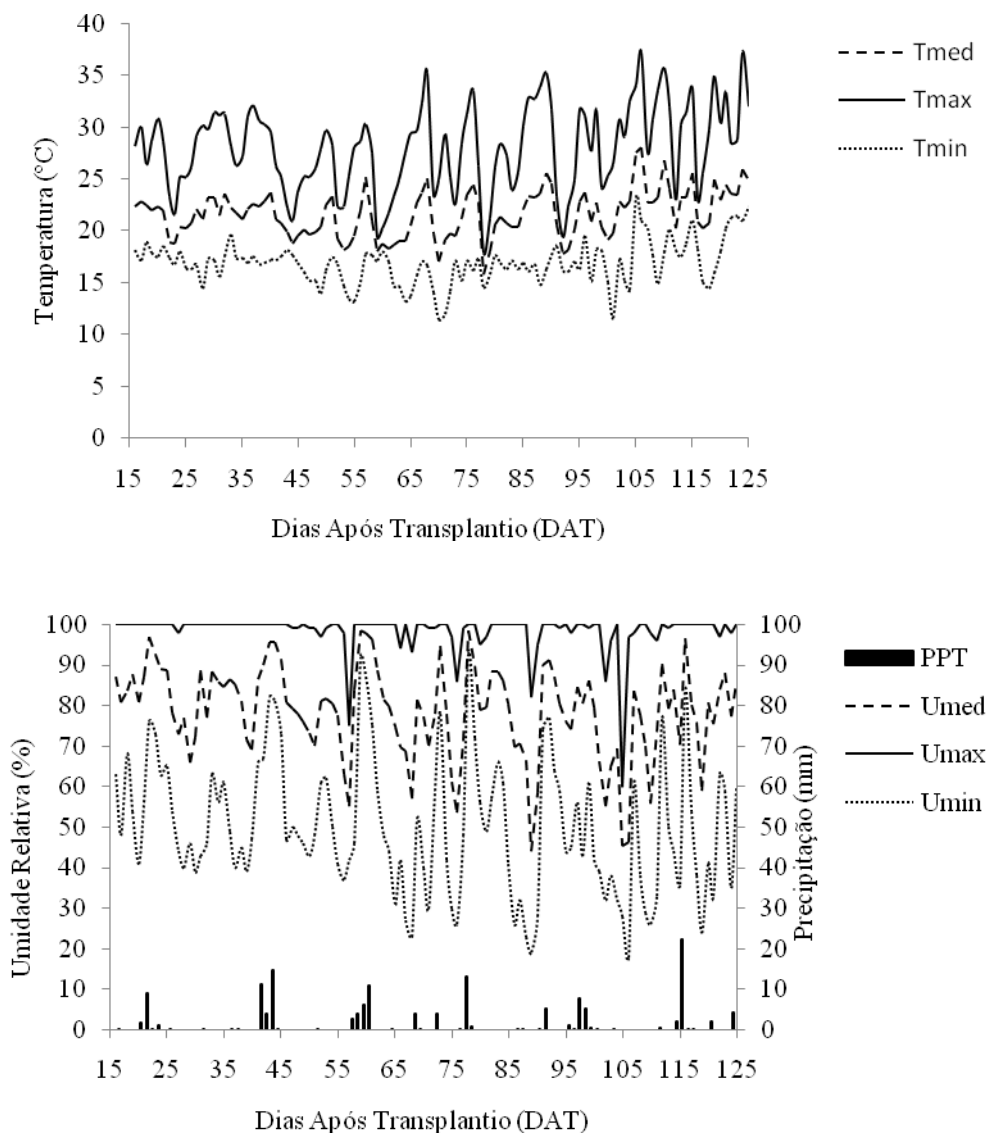 40
35
30
25
20
15
10
5
0
Temperatura (°C)
15 25 35 45 55 65 75 85 95 105 115 125
Dias Após Transplantio (DAT)
Tmed
Tmax
Tmin
100
90
80
70
60
50
40
30
20
10
0
Umidade Relativa (%)
100
90
80
70
60
50
40
30
20
10
0
Precipitação (mm)
15 25 35 45 55 65 75 85 95 105 115 125
Dias Após Transplantio (DAT)
PPT
Umed
Umax
Umin